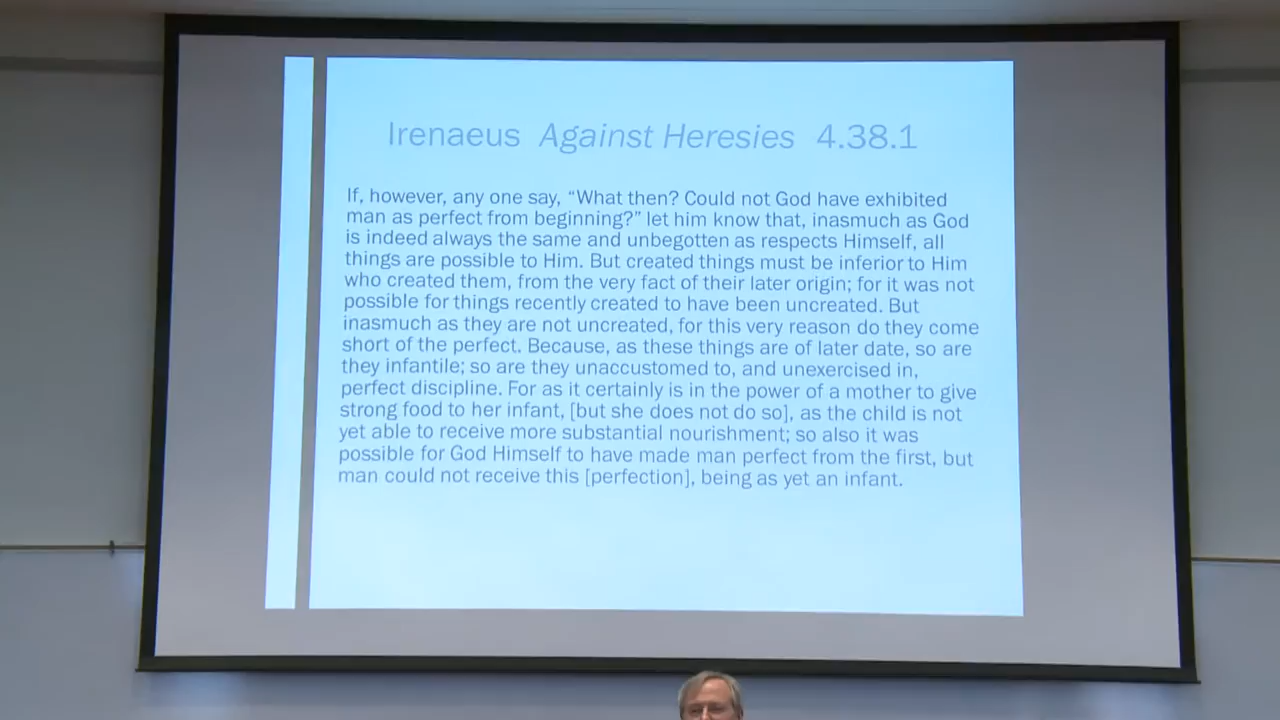 Irenaeus Against Heresies 4.38.1
If, however, any one say, “What then? Could not God have exhibited
man as perfect from beginning?” let him know that, inasmuch as God
is indeed always the same and unbegotten as respects Himself, all
things are possible to Him. But created things must be inferior to Him
who created them, from the very fact of their later origin; for it was not
possible for things recently created to have been uncreated. But
inasmuch as they are not uncreated, for this very reason do they come
short of the perfect. Because, as these things are of later date, so are
they infantile; so are they unaccustomed to, and unexercised in,
perfect discipline. For as it certainly is in the power of a mother to give
strong food to her infant, [but she does not do so], as the child is not
yet able to receive more substantial nourishment; so also it was
possible for God Himself to have made man perfect from the first, but
man could not receive this [perfection], being as yet an infant.